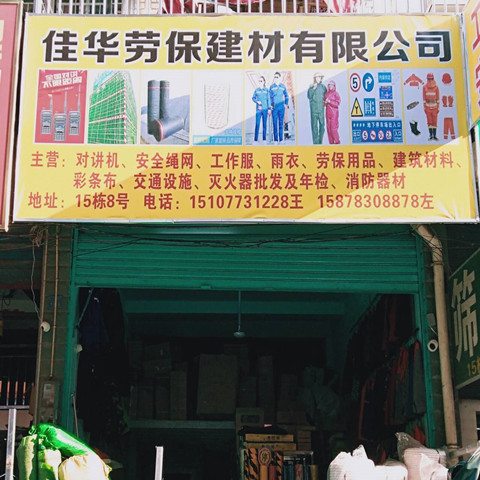 佳华劳保建材有限公司
主营：对讲机、安全绳网、工作服、雨衣、劳保用品、建筑材料、
彩条布、交通设施、灭火器批发及年检、消防器材
地址：15栋8号 电话：15107731228王 15878308878左
筛